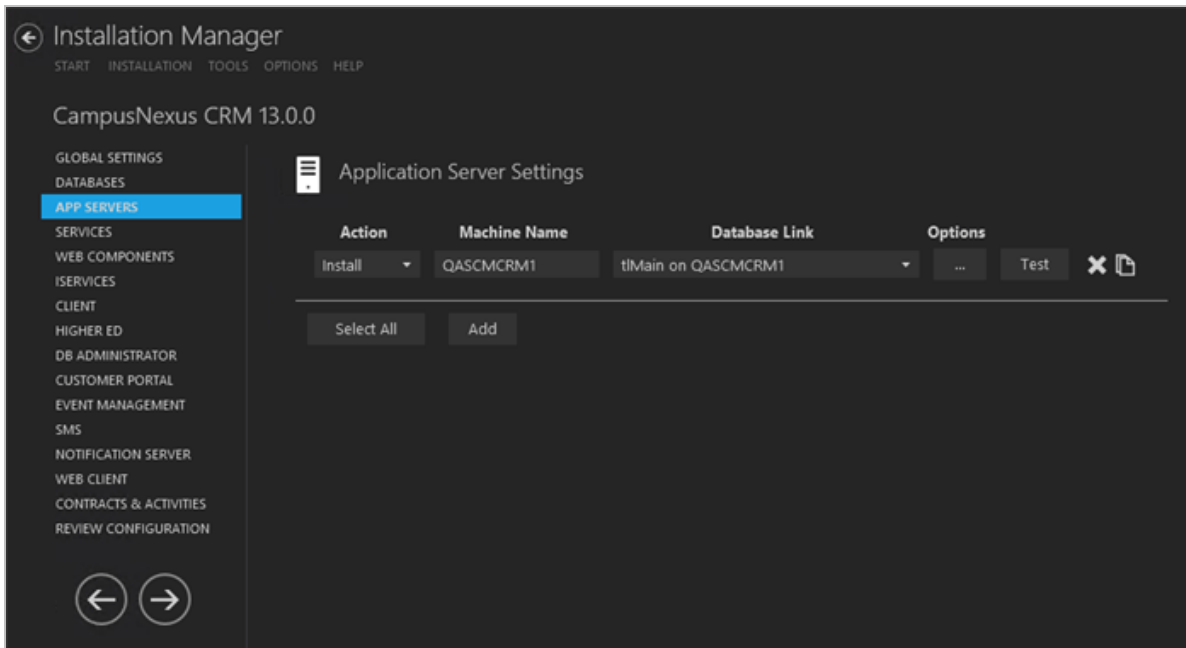 Installation Manager
START INSTALLATION TOOLS OPTIONS HELP
CampusNexus CRM 13.0.0
GLOBAL SETTINGS
DATABASES
APP SERVERS
SERVICES
WEB COMPONENTS
ISERVICES
CLIENT
HIGHER ED
DB ADMINISTRATOR
CUSTOMER PORTAL
EVENT MANAGEMENT
SMS
NOTIFICATION SERVER
WEB CLIENT
CONTRACTS & ACTIVITIES
REVIEW CONFIGURATION
Application Server Settings
Action Machine Name Database Link Options
Install QASCMCRM1 tlMain on QASCMCRM1 ... Test
Select All Add